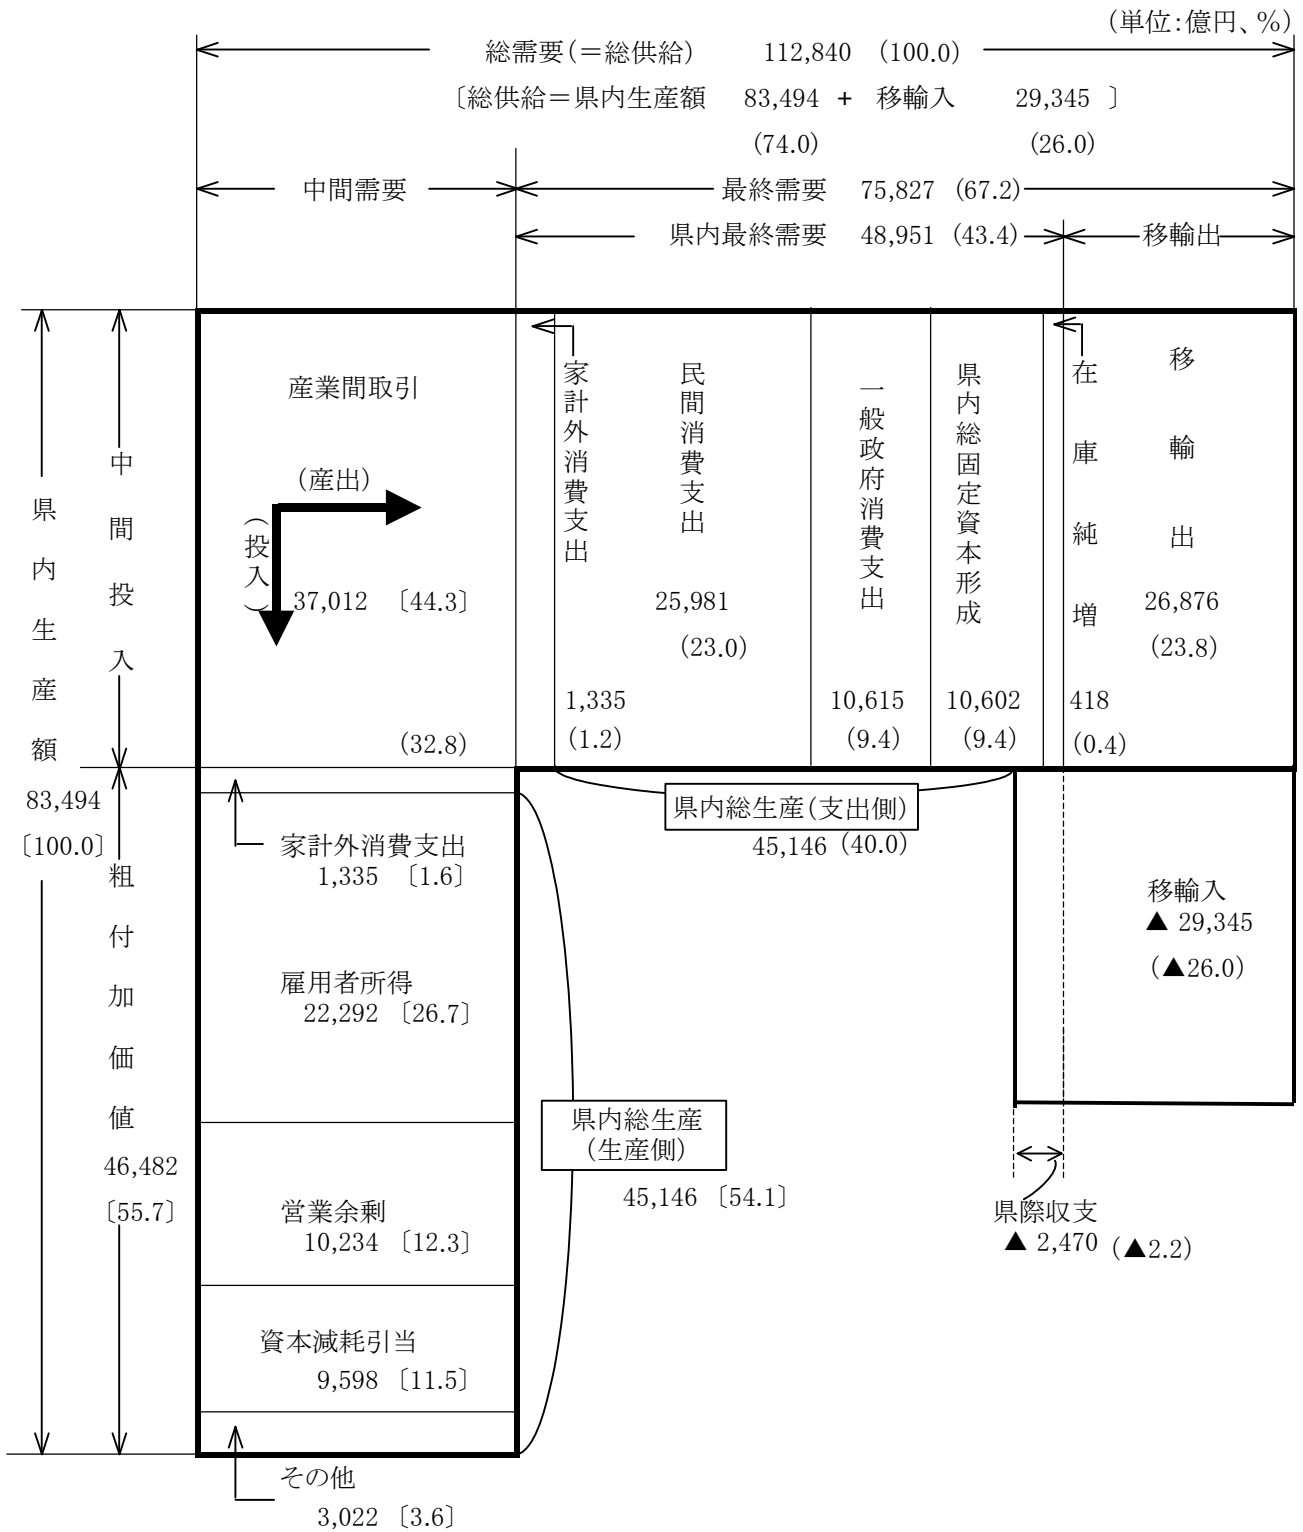 (単位:億円、%)
総需要(＝総供給) 112,840 (100.0)
〔総供給＝県内生産額 83,494 + 移輸入 29,345 〕
(74.0) (26.0)
中間需要 最終需要 75,827 (67.2)
県内最終需要 48,951 (43.4) 移輸出
産業間取引
(産出)
(投入)
37,012 〔44.3〕
(32.8)
家計外消費支出
1,335
(1.2)
民間消費支出
25,981
(23.0)
一般政府消費支出
10,615
(9.4)
県内総固定資本形成
10,602
(9.4)
在庫純増
418
(0.4)
移輸出
26,876
(23.8)
県内生産額
83,494
〔100.0〕
中間投入
粗付加価値
46,482
〔55.7〕
家計外消費支出
1,335 〔1.6〕
雇用者所得
22,292 〔26.7〕
営業余剰
10,234 〔12.3〕
資本減耗引当
9,598 〔11.5〕
その他
3,022 〔3.6〕
県内総生産(支出側)
45,146 (40.0)
県内総生産
(生産側)
45,146 〔54.1〕
移輸入
▲ 29,345
(▲26.0)
県際収支
▲ 2,470 (▲2.2)